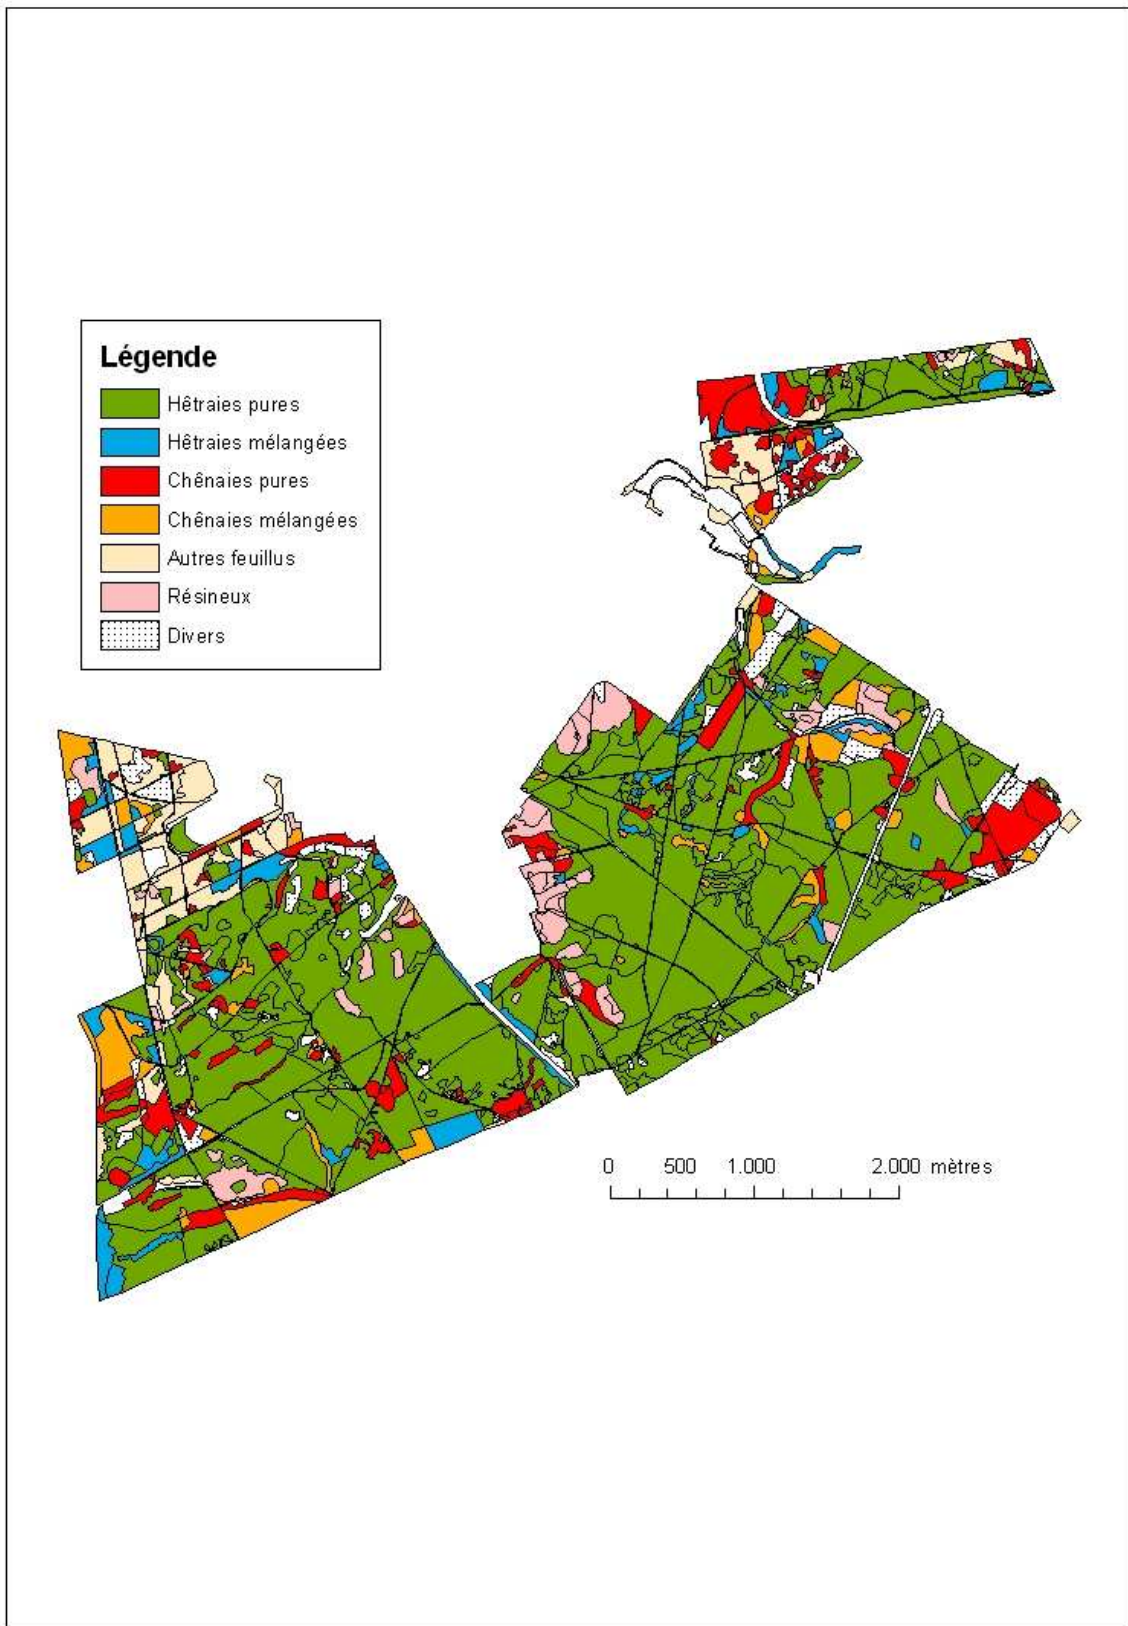 Légende
Hêtraies pures
Hêtraies mélangées
Chênaies pures
Chênaies mélangées
Autres feuillus
Résineux
Divers
0 500 1.000 2.000 mètres